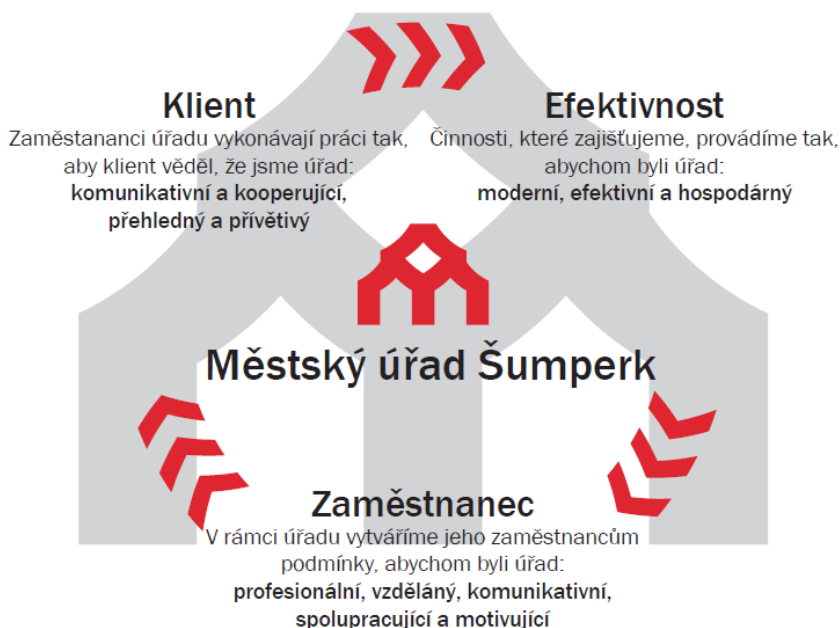 Klient
Zaměstananci úřadu vykonávají práci tak,
aby klient věděl, že jsme úřad:
komunikativní a kooperující,
přehledný a přívětivý
Efektivnost
Činnosti, které zajišťujeme, provádíme tak,
abychom byli úřad:
moderní, efektivní a hospodárný
Městský úřad Šumperk
Zaměstnanec
V rámci úřadu vytváříme jeho zaměstnancům
podmínky, abychom byli úřad:
profesionální, vzděláný, komunikativní,
spolupracující a motivující